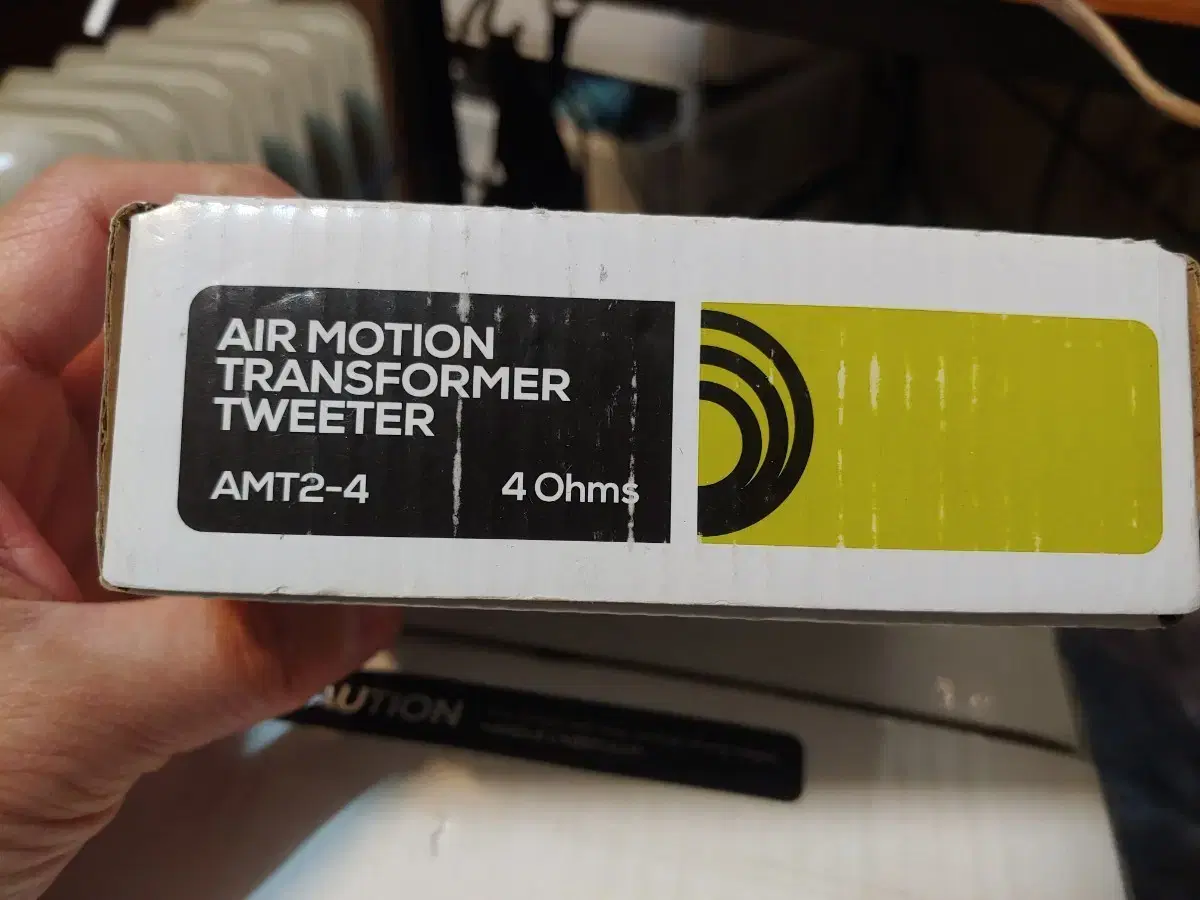 AIR MOTION
TRANSFORMER
TWEETER
AMT2-4 4 Ohms
AUTION